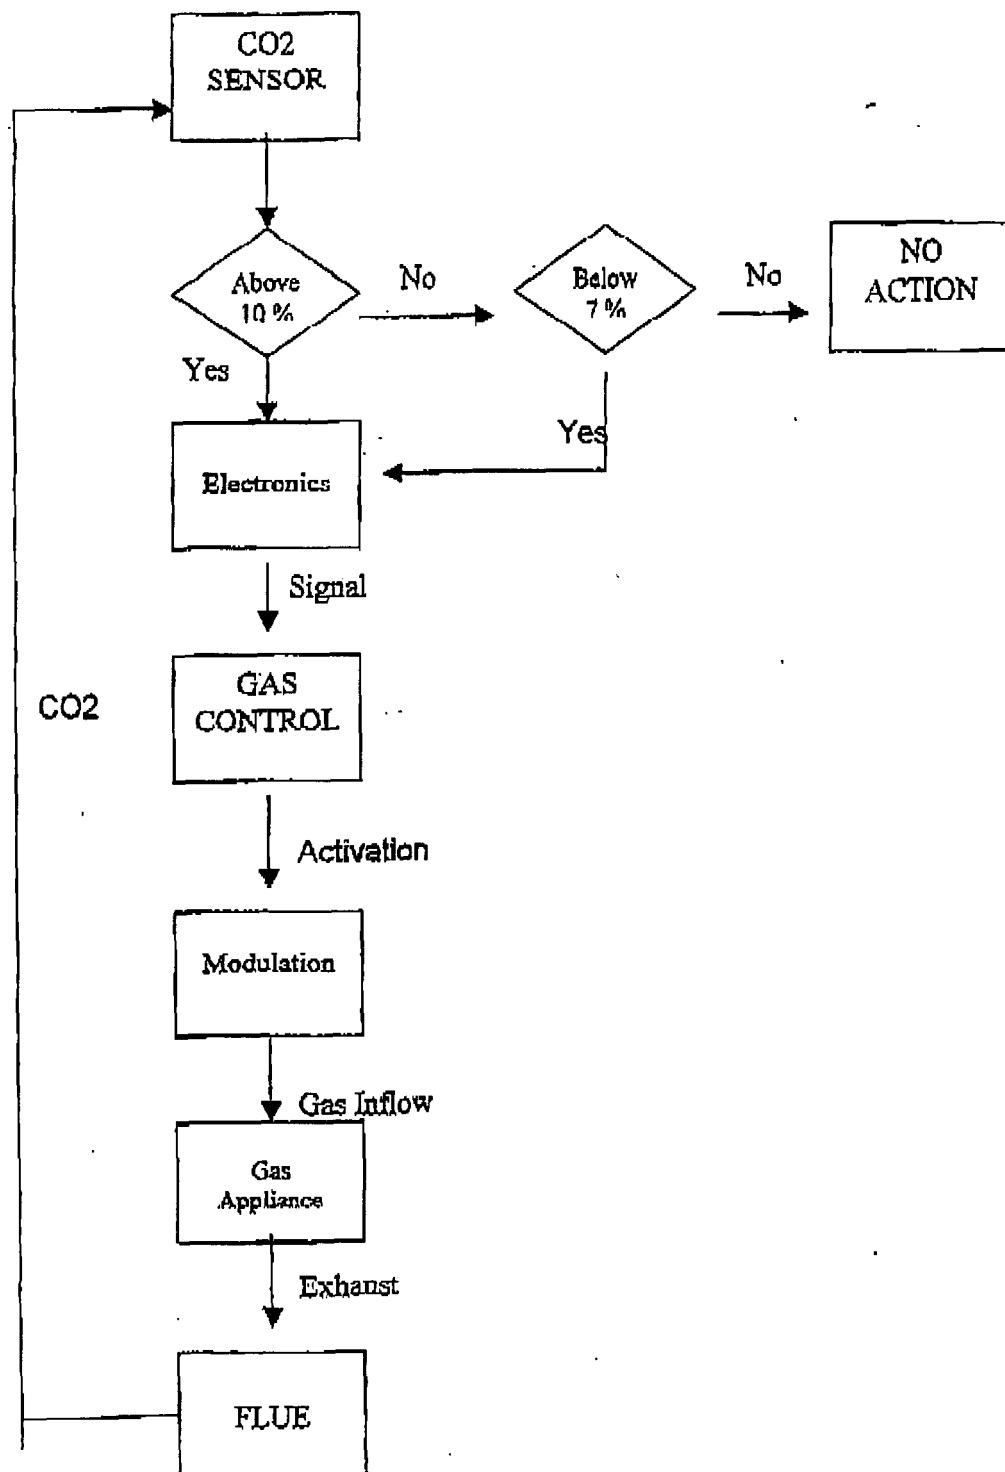 CO2
SENSOR
Above
10 %
No
Below
7 %
No
NO
ACTION
Yes
Yes
Electronics
Signal
GAS
CONTROL
CO2
Activation
Modulation
Gas Inflow
Gas
Appliance
Exhaust
FLUE